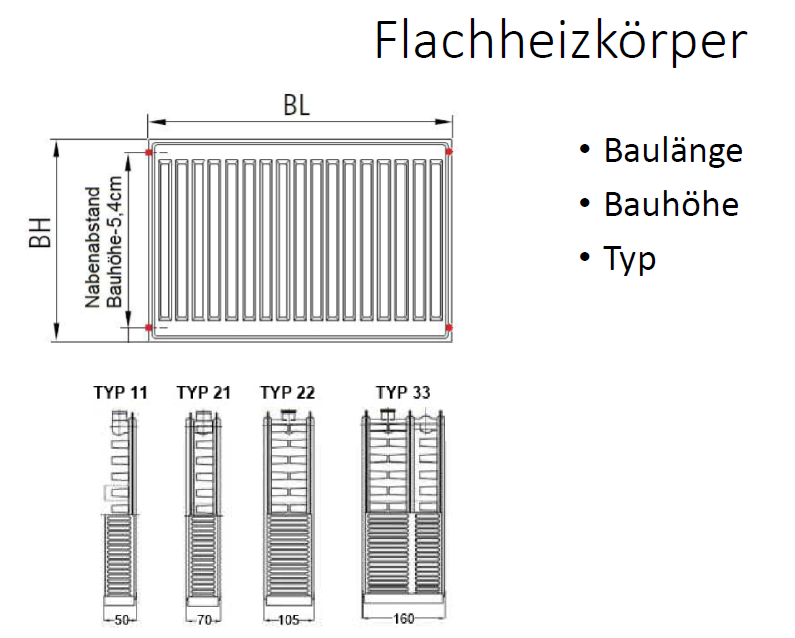 Flachheizkörper
BL
• Baulänge
• Bauhöhe
• Typ
BH
Nabenabstand
Bauhöhe-5,4cm
TYP 11 TYP 21 TYP 22 TYP 33
50 70 105 160